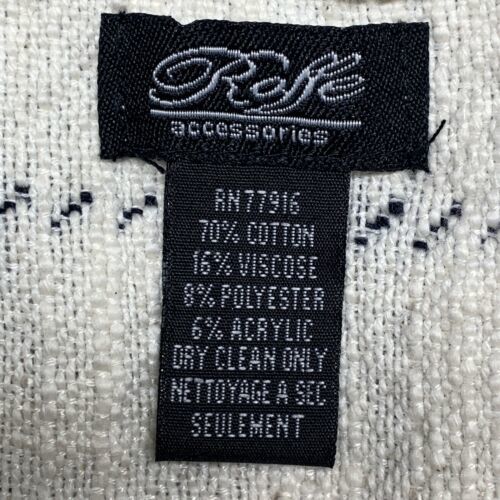 Roffe
accessories
RN77916
70% COTTON
16% VISCOSE
8% POLYESTER
6% ACRYLIC
DRY CLEAN ONLY
NETTOYAGE A SEC
SEULEMENT